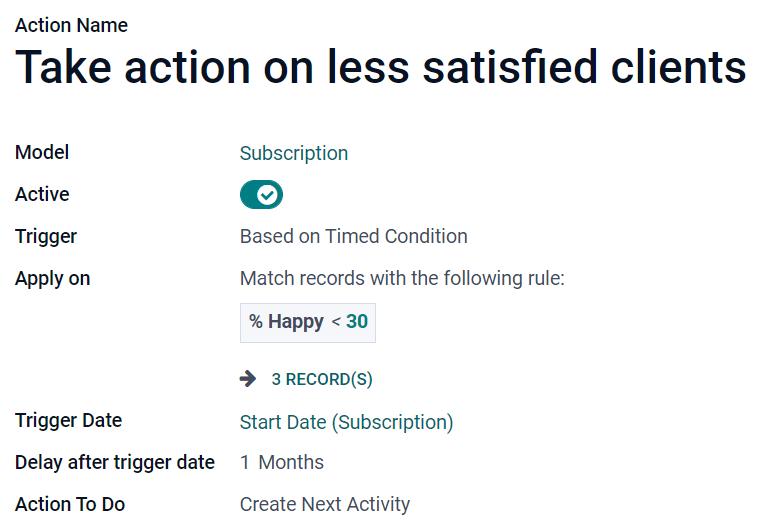 Action Name
Take action on less satisfied clients
Model Subscription
Active
Trigger Based on Timed Condition
Apply on Match records with the following rule:
% Happy < 30
3 RECORD(S)
Trigger Date Start Date (Subscription)
Delay after trigger date 1 Months
Action To Do Create Next Activity